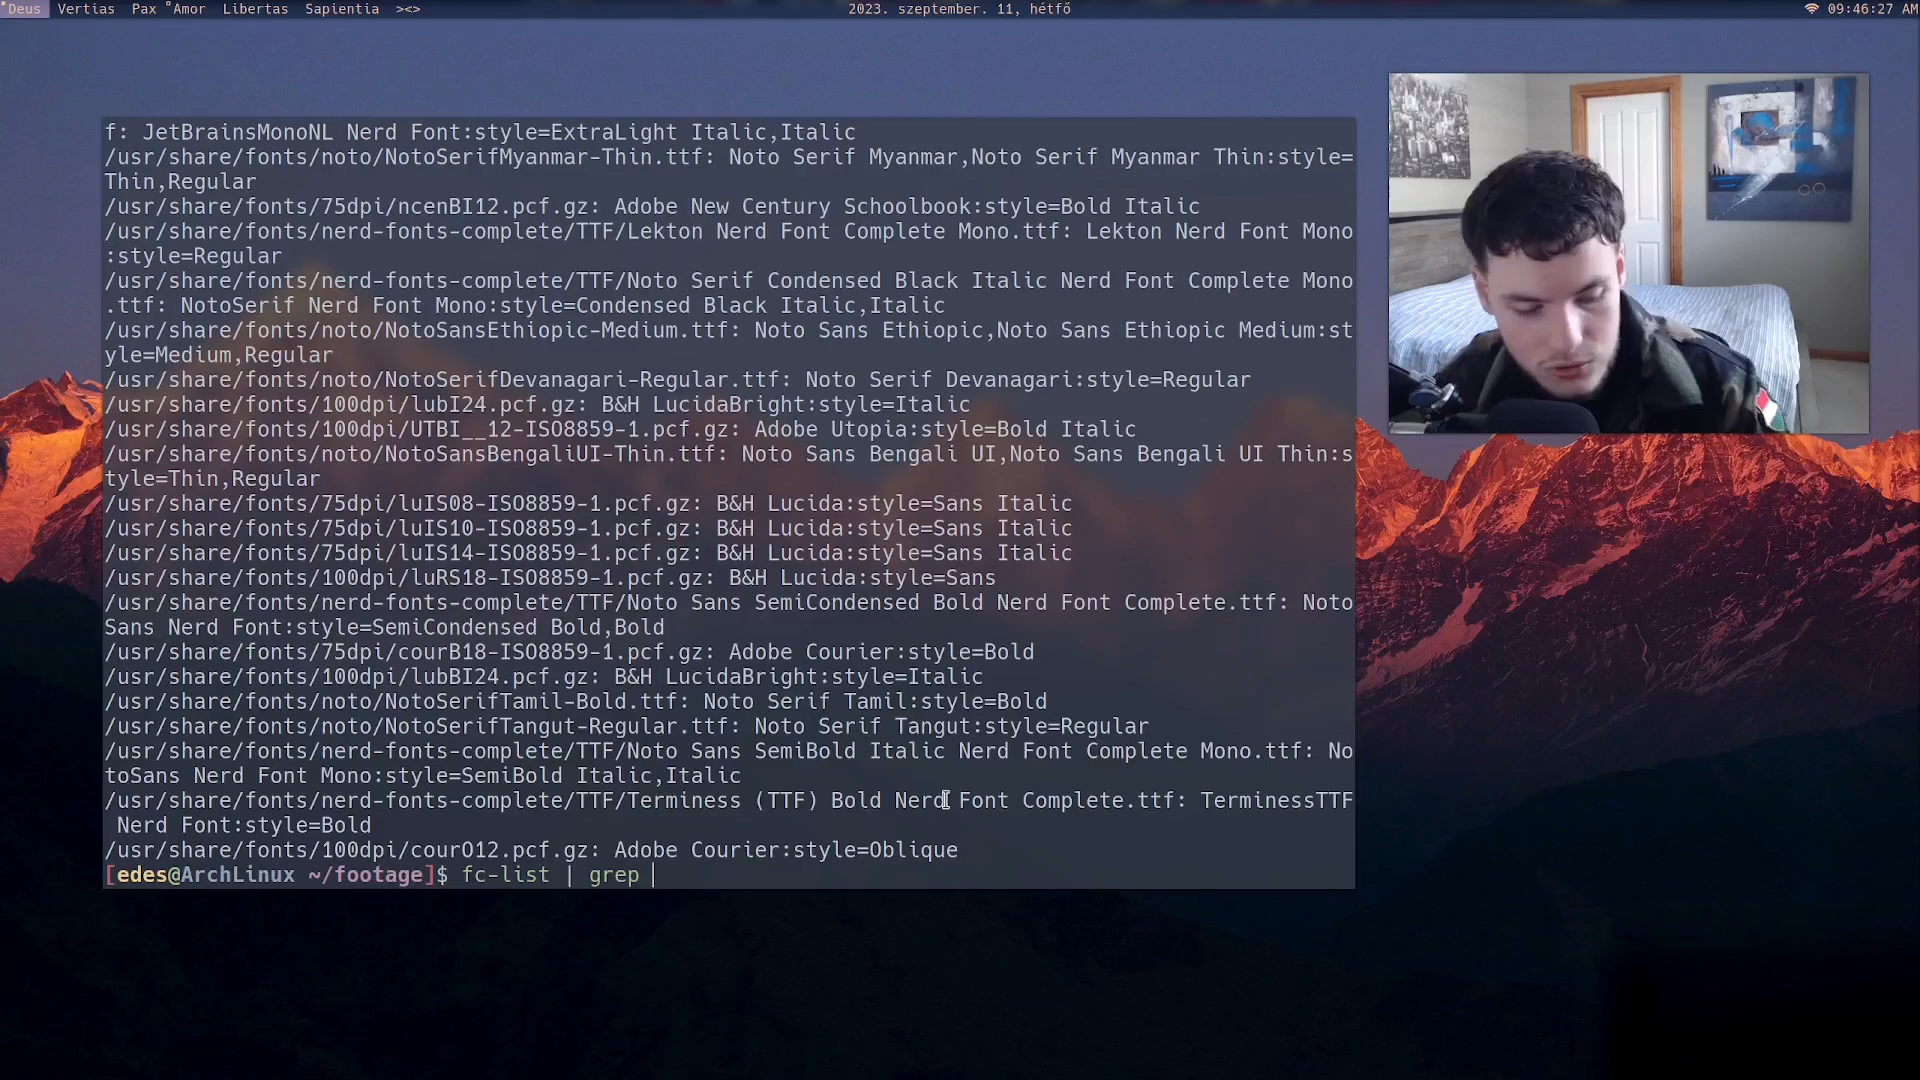 Deus Vertias Pax Amor Libertas Sapientia ><>
2023. szeptember. 11, hétfő
09:46:27 AM
f: JetBrainsMonoNL Nerd Font:style=ExtraLight Italic,Italic
/usr/share/fonts/noto/NotoSerifMyanmar-Thin.ttf: Noto Serif Myanmar,Noto Serif Myanmar Thin:style=
Thin,Regular
/usr/share/fonts/75dpi/ncenBI12.pcf.gz: Adobe New Century Schoolbook:style=Bold Italic
/usr/share/fonts/nerd-fonts-complete/TTF/Lekton Nerd Font Complete Mono.ttf: Lekton Nerd Font Mono
:style=Regular
/usr/share/fonts/nerd-fonts-complete/TTF/Noto Serif Condensed Black Italic Nerd Font Complete Mono
.ttf: NotoSerif Nerd Font Mono:style=Condensed Black Italic,Italic
/usr/share/fonts/noto/NotoSansEthiopic-Medium.ttf: Noto Sans Ethiopic,Noto Sans Ethiopic Medium:st
yle=Medium,Regular
/usr/share/fonts/noto/NotoSerifDevanagari-Regular.ttf: Noto Serif Devanagari:style=Regular
/usr/share/fonts/100dpi/lubI24.pcf.gz: B&H LucidaBright:style=Italic
/usr/share/fonts/100dpi/UTBI__12-ISO8859-1.pcf.gz: Adobe Utopia:style=Bold Italic
/usr/share/fonts/noto/NotoSansBengaliUI-Thin.ttf: Noto Sans Bengali UI,Noto Sans Bengali UI Thin:s
tyle=Thin,Regular
/usr/share/fonts/75dpi/luIS08-ISO8859-1.pcf.gz: B&H Lucida:style=Sans Italic
/usr/share/fonts/75dpi/luIS10-ISO8859-1.pcf.gz: B&H Lucida:style=Sans Italic
/usr/share/fonts/75dpi/luIS14-ISO8859-1.pcf.gz: B&H Lucida:style=Sans Italic
/usr/share/fonts/100dpi/luRS18-ISO8859-1.pcf.gz: B&H Lucida:style=Sans
/usr/share/fonts/nerd-fonts-complete/TTF/Noto Sans SemiCondensed Bold Nerd Font Complete.ttf: Noto
Sans Nerd Font:style=SemiCondensed Bold,Bold
/usr/share/fonts/75dpi/courB18-ISO8859-1.pcf.gz: Adobe Courier:style=Bold
/usr/share/fonts/100dpi/lubBI24.pcf.gz: B&H LucidaBright:style=Italic
/usr/share/fonts/noto/NotoSerifTamil-Bold.ttf: Noto Serif Tamil:style=Bold
/usr/share/fonts/noto/NotoSerifTangut-Regular.ttf: Noto Serif Tangut:style=Regular
/usr/share/fonts/nerd-fonts-complete/TTF/Noto Sans SemiBold Italic Nerd Font Complete Mono.ttf: No
toSans Nerd Font Mono:style=SemiBold Italic,Italic
/usr/share/fonts/nerd-fonts-complete/TTF/Terminess (TTF) Bold Nerd Font Complete.ttf: TerminessTTF
Nerd Font:style=Bold
/usr/share/fonts/100dpi/courO12.pcf.gz: Adobe Courier:style=Oblique
[edes@ArchLinux ~/footage]$ fc-list | grep